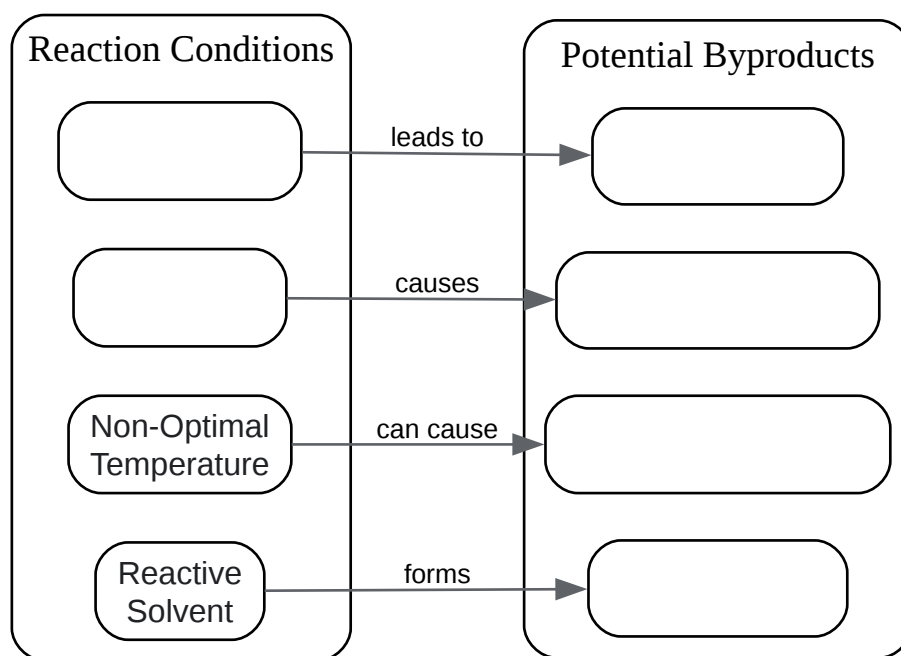 Reaction Conditions
Potential Byproducts
leads to
causes
Non-Optimal
Temperature
can cause
Reactive
Solvent
forms